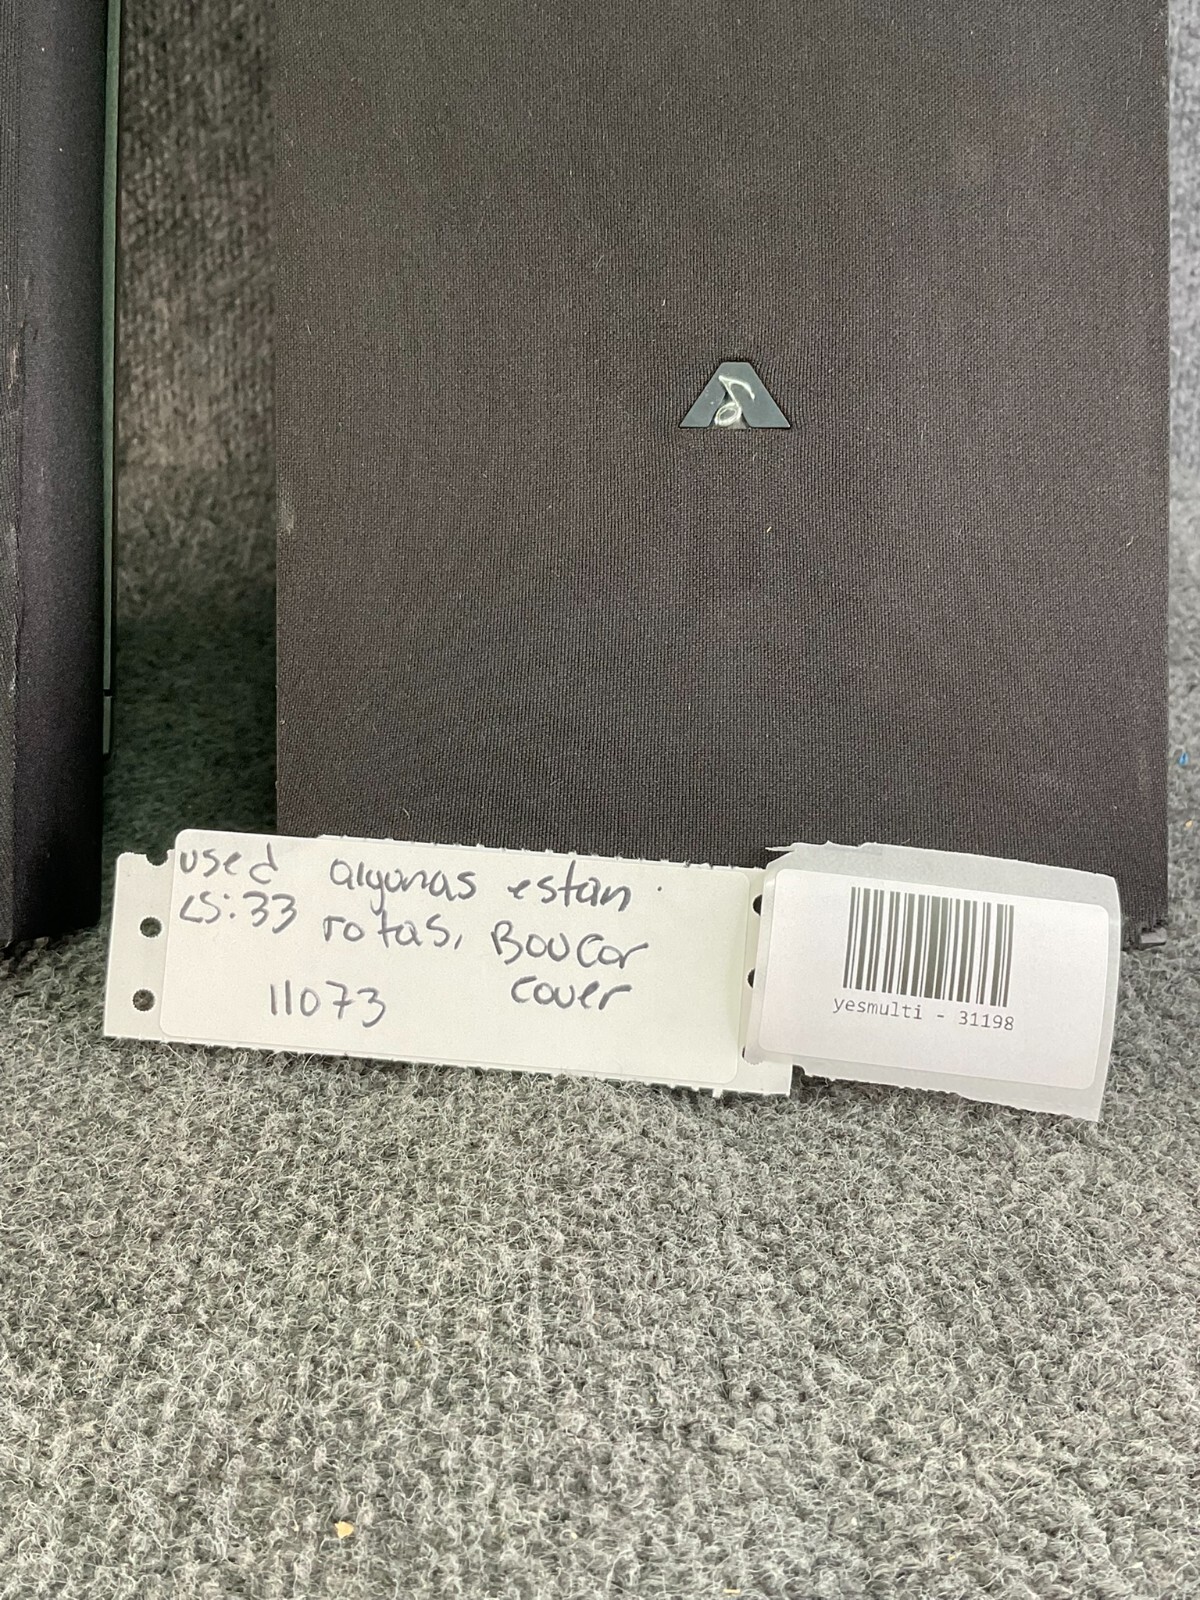 used algunas estan
LS:33 rotas, Boucor
11073 cover
yesmulti - 31198